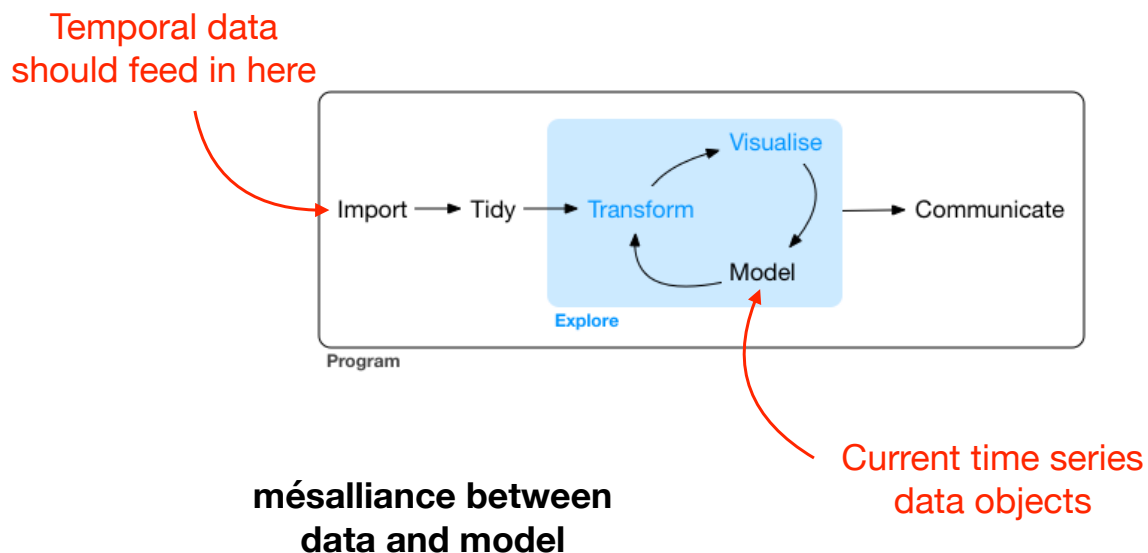 Temporal data
should feed in here
Visualise
Import
Tidy
Transform
Communicate
Model
Explore
Program
Current time series
data objects
mésalliance between
data and model